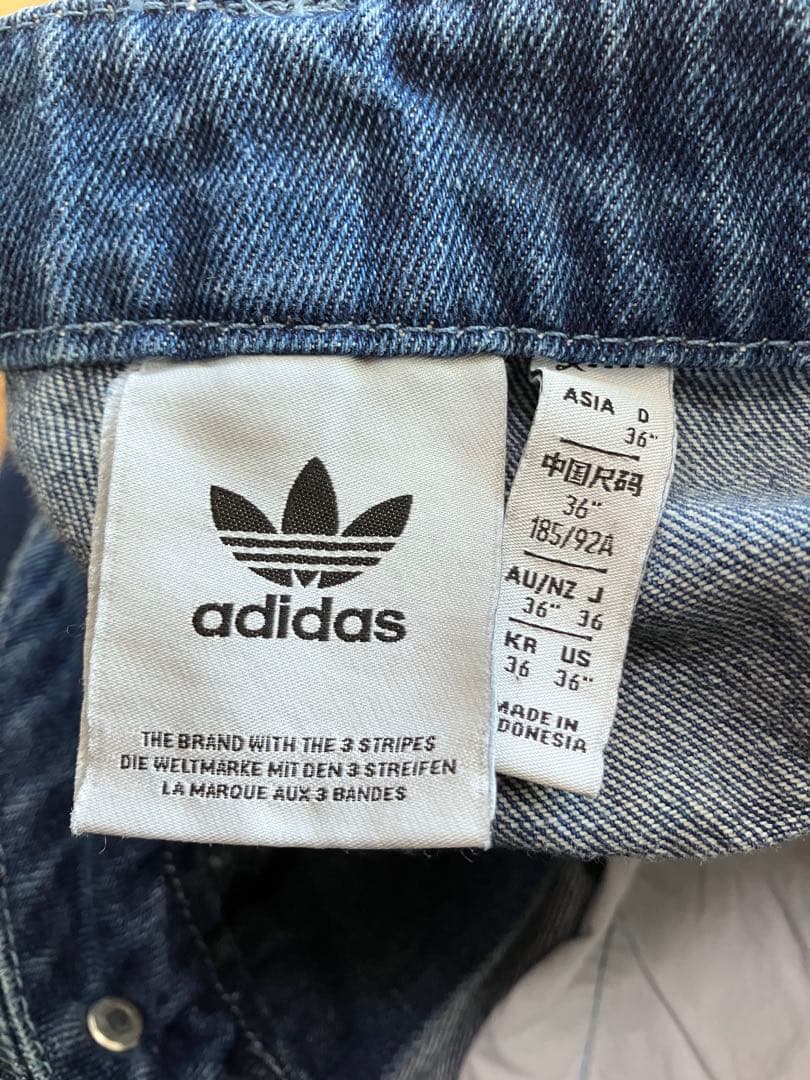 adidas
THE BRAND WITH THE 3 STRIPES
DIE WELTMARKE MIT DEN 3 STREIFEN
LA MARQUE AUX 3 BANDES
ASIA D
36"
中国尺码
36"
185/92A
AU/NZ J
36" 36
KR US
36 36"
MADE IN
DONESIA